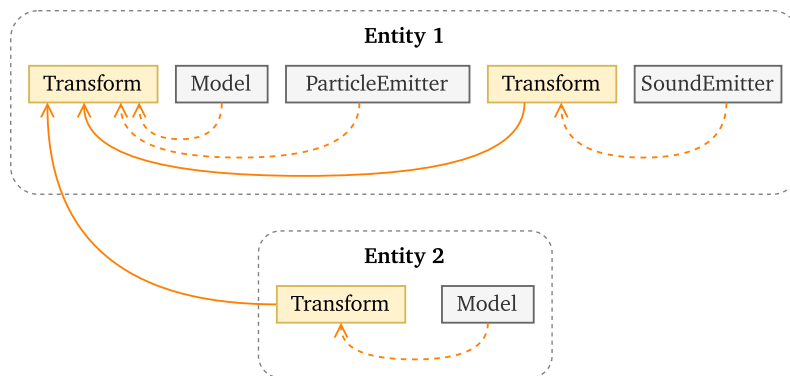 Entity 1
Transform Model ParticleEmitter Transform SoundEmitter
Entity 2
Transform Model